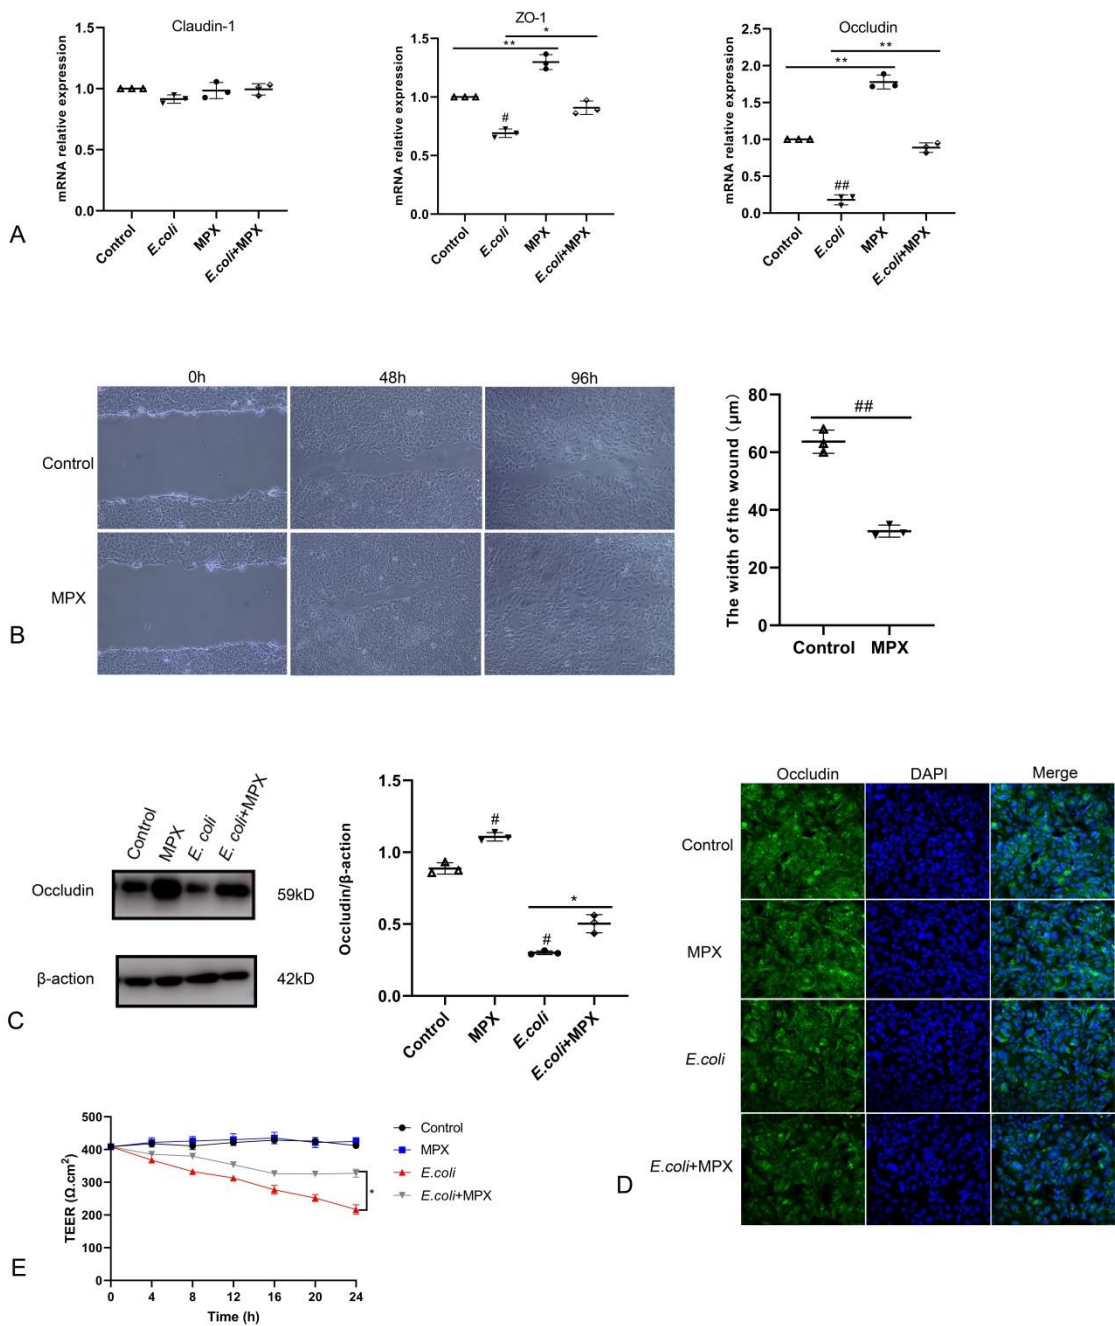 Claudin-1
mRNA relative expression
1.5
1.0
0.5
0.0
Control
E.coli
MPX
E.coli+MPX
ZO-1
mRNA relative expression
1.5
1.0
0.5
0.0
*
**
#
Control
E.coli
MPX
E.coli+MPX
Occludin
mRNA relative expression
2.5
2.0
1.5
1.0
0.5
0.0
**
**
##
Control
E.coli
MPX
E.coli+MPX
A
0h
48h
96h
Control
MPX
The width of the wound (μm)
80
60
40
20
0
##
Control
MPX
B
Control
MPX
E. coli
E. coli+MPX
Occludin
59kD
β-action
42kD
Occludin/β-action
1.5
1.0
0.5
0.0
#
#
*
Control
MPX
E.coli
E.coli+MPX
C
Occludin
DAPI
Merge
Control
MPX
E.coli
E.coli+MPX
D
TEER (Ω.cm²)
500
400
300
200
100
0
0
4
8
12
16
20
24
Time (h)
Control
MPX
E.coli
E.coli+MPX
*
E